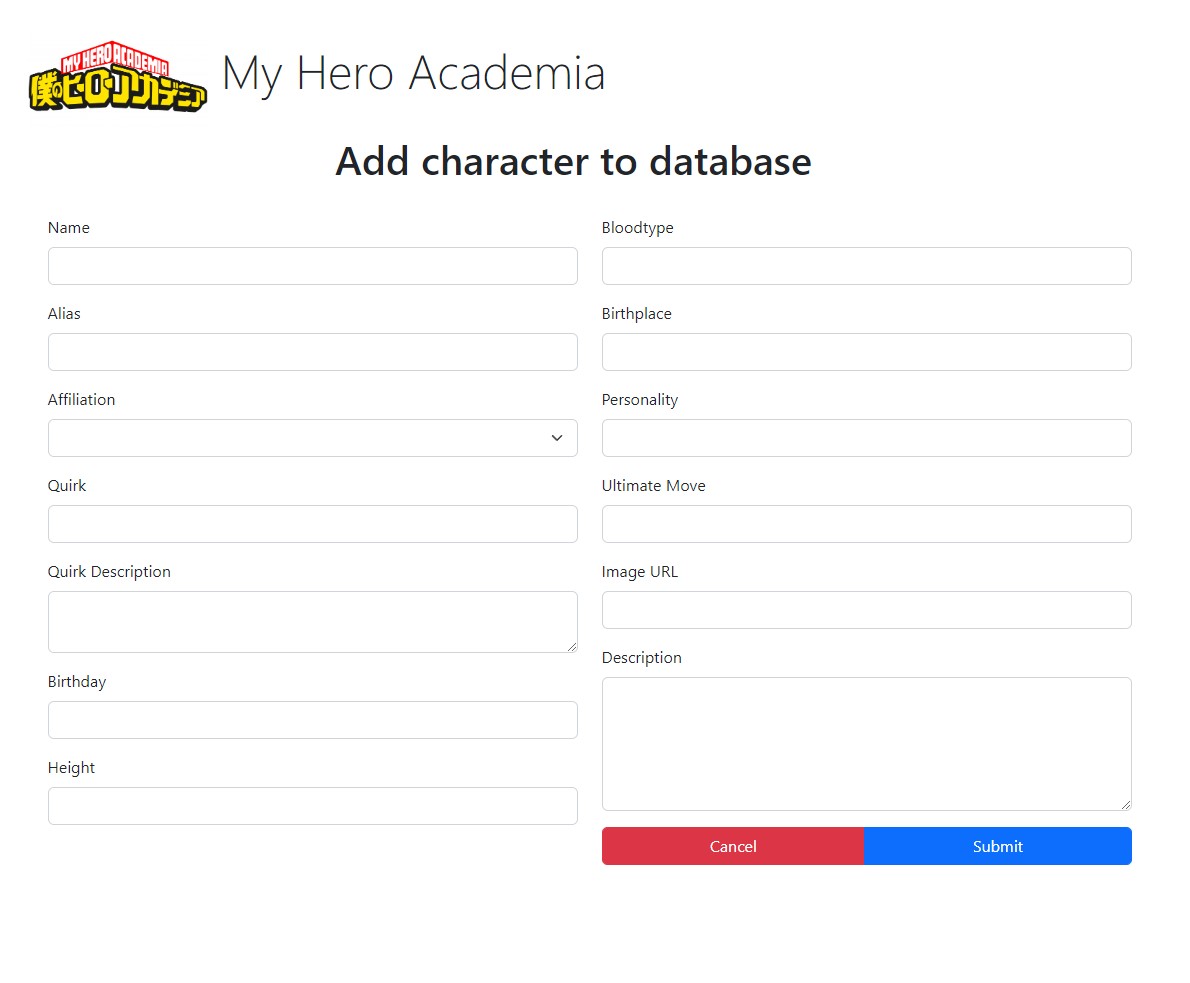 MY HERO ACADEMIA
僕のヒーローアカデミア
My Hero Academia
Add character to database
Name
Alias
Affiliation
Quirk
Quirk Description
Birthday
Height
Bloodtype
Birthplace
Personality
Ultimate Move
Image URL
Description
Cancel
Submit